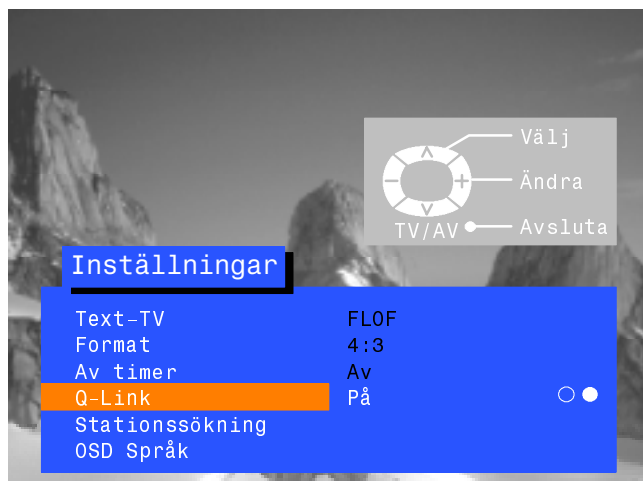 Välj
Ändra
TV/AV Avsluta
Inställningar
Text-TV FLOF
Format 4:3
Av timer Av
Q-Link På
Stationssökning
OSD Språk